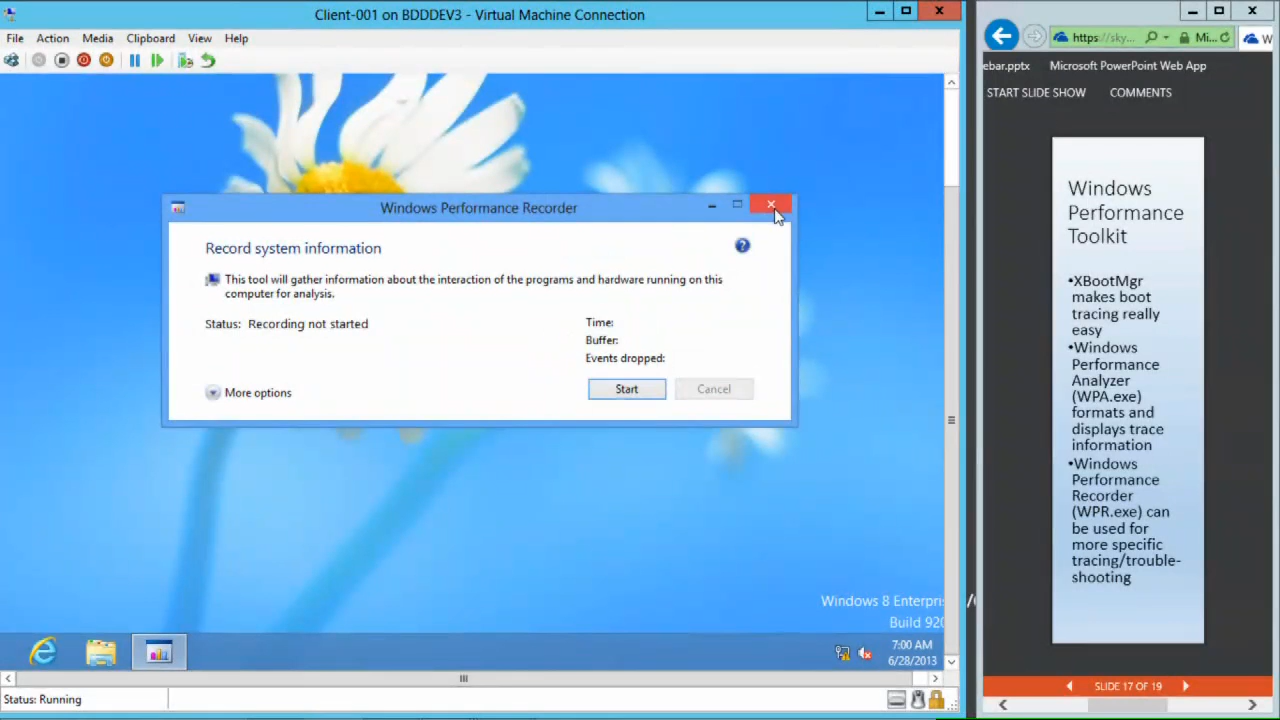 Client-001 on BDDDEV3 - Virtual Machine Connection
File Action Media Clipboard View Help
Windows Performance Recorder
Record system information
This tool will gather information about the interaction of the programs and hardware running on this
computer for analysis.
Status: Recording not started
Time:
Buffer:
Events dropped:
More options
Start
Cancel
Windows 8 Enterpri
Build 920
7:00 AM
6/28/2013
Status: Running
https://sky...
Mi...
W
ebar.pptx Microsoft PowerPoint Web App
START SLIDE SHOW COMMENTS
Windows
Performance
Toolkit
•XBootMgr
makes boot
tracing really
easy
•Windows
Performance
Analyzer
(WPA.exe)
formats and
displays trace
information
•Windows
Performance
Recorder
(WPR.exe) can
be used for
more specific
tracing/trouble-
shooting
SLIDE 17 OF 19